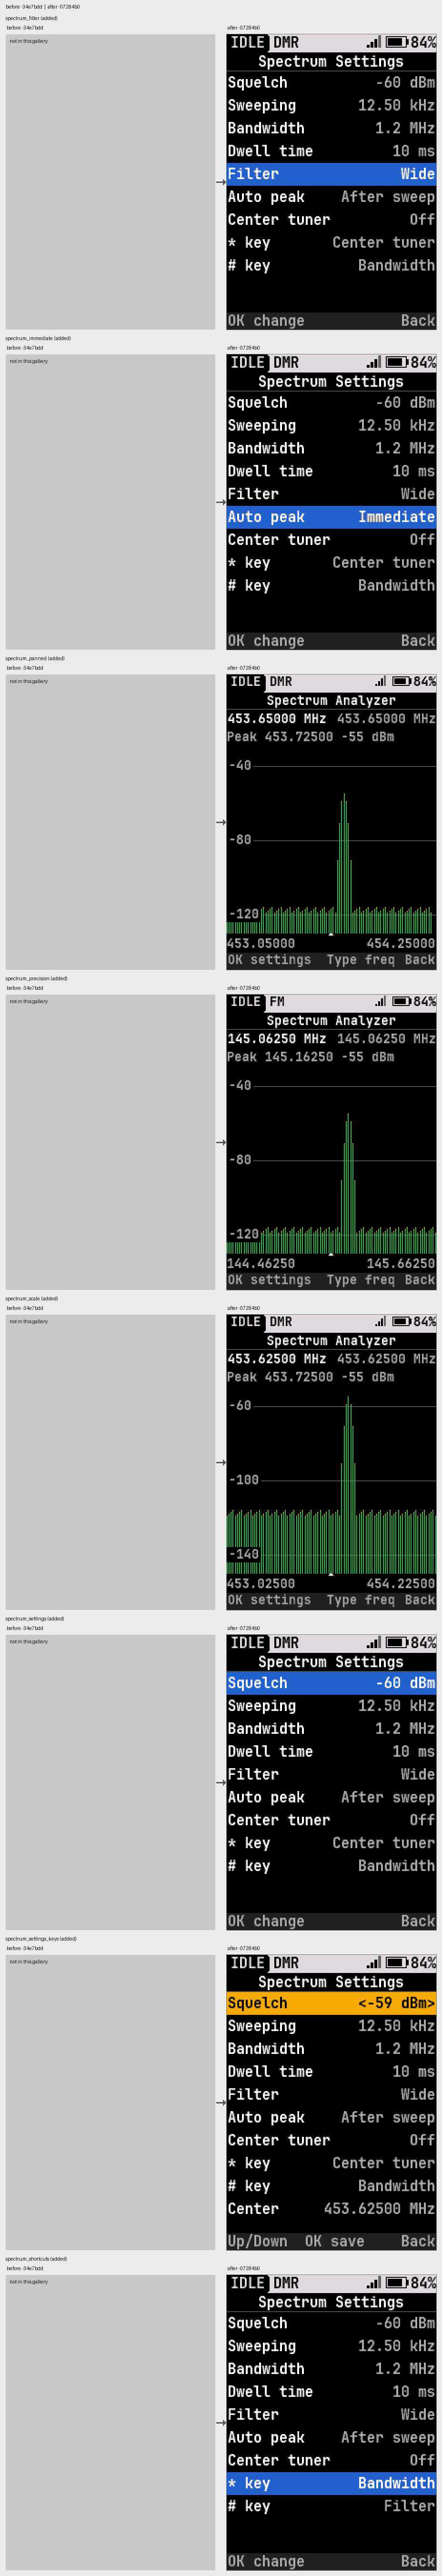 before-34e7bdd | after-07284b0
spectrum_filter (added)
before-34e7bdd after-07284b0
not in this gallery
IDLE DMR 84%
Spectrum Settings
Squelch -60 dBm
Sweeping 12.50 kHz
Bandwidth 1.2 MHz
Dwell time 10 ms
Filter Wide
Auto peak After sweep
Center tuner Off
* key Center tuner
# key Bandwidth
OK change Back
spectrum_immediate (added)
before-34e7bdd after-07284b0
not in this gallery
IDLE DMR 84%
Spectrum Settings
Squelch -60 dBm
Sweeping 12.50 kHz
Bandwidth 1.2 MHz
Dwell time 10 ms
Filter Wide
Auto peak Immediate
Center tuner Off
* key Center tuner
# key Bandwidth
OK change Back
spectrum_panned (added)
before-34e7bdd after-07284b0
not in this gallery
IDLE DMR 84%
Spectrum Analyzer
453.65000 MHz 453.65000 MHz
Peak 453.72500 -55 dBm
-40
-80
-120
453.05000 454.25000
OK settings Type freq Back
spectrum_precision (added)
before-34e7bdd after-07284b0
not in this gallery
IDLE FM 84%
Spectrum Analyzer
145.06250 MHz 145.06250 MHz
Peak 145.16250 -55 dBm
-40
-80
-120
144.46250 145.66250
OK settings Type freq Back
spectrum_scale (added)
before-34e7bdd after-07284b0
not in this gallery
IDLE DMR 84%
Spectrum Analyzer
453.62500 MHz 453.62500 MHz
Peak 453.72500 -55 dBm
-60
-100
-140
453.02500 454.22500
OK settings Type freq Back
spectrum_settings (added)
before-34e7bdd after-07284b0
not in this gallery
IDLE DMR 84%
Spectrum Settings
Squelch -60 dBm
Sweeping 12.50 kHz
Bandwidth 1.2 MHz
Dwell time 10 ms
Filter Wide
Auto peak After sweep
Center tuner Off
* key Center tuner
# key Bandwidth
OK change Back
spectrum_settings_keys (added)
before-34e7bdd after-07284b0
not in this gallery
IDLE DMR 84%
Spectrum Settings
Squelch <-59 dBm>
Sweeping 12.50 kHz
Bandwidth 1.2 MHz
Dwell time 10 ms
Filter Wide
Auto peak After sweep
Center tuner Off
* key Center tuner
# key Bandwidth
Center 453.62500 MHz
Up/Down OK save Back
spectrum_shortcuts (added)
before-34e7bdd after-07284b0
not in this gallery
IDLE DMR 84%
Spectrum Settings
Squelch -60 dBm
Sweeping 12.50 kHz
Bandwidth 1.2 MHz
Dwell time 10 ms
Filter Wide
Auto peak After sweep
Center tuner Off
* key Bandwidth
# key Filter
OK change Back